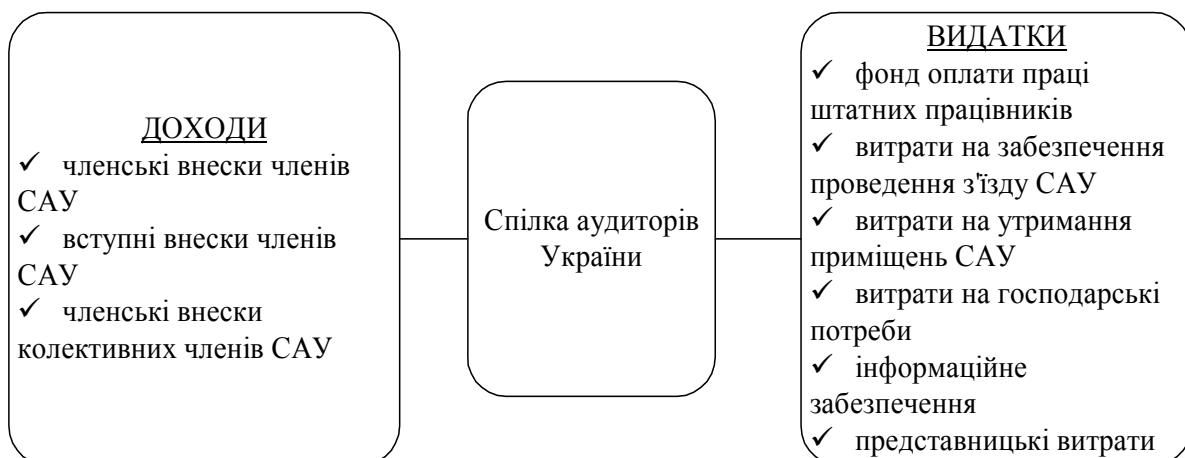 ДОХОДИ
✓ членські внески членів
САУ
✓ вступні внески членів
САУ
✓ членські внески
колективних членів САУ
Спілка аудиторів
України
ВИДАТКИ
✓ фонд оплати праці
штатних працівників
✓ витрати на забезпечення
проведення з'їзду САУ
✓ витрати на утримання
приміщень САУ
✓ витрати на господарські
потреби
✓ інформаційне
забезпечення
✓ представницькі витрати